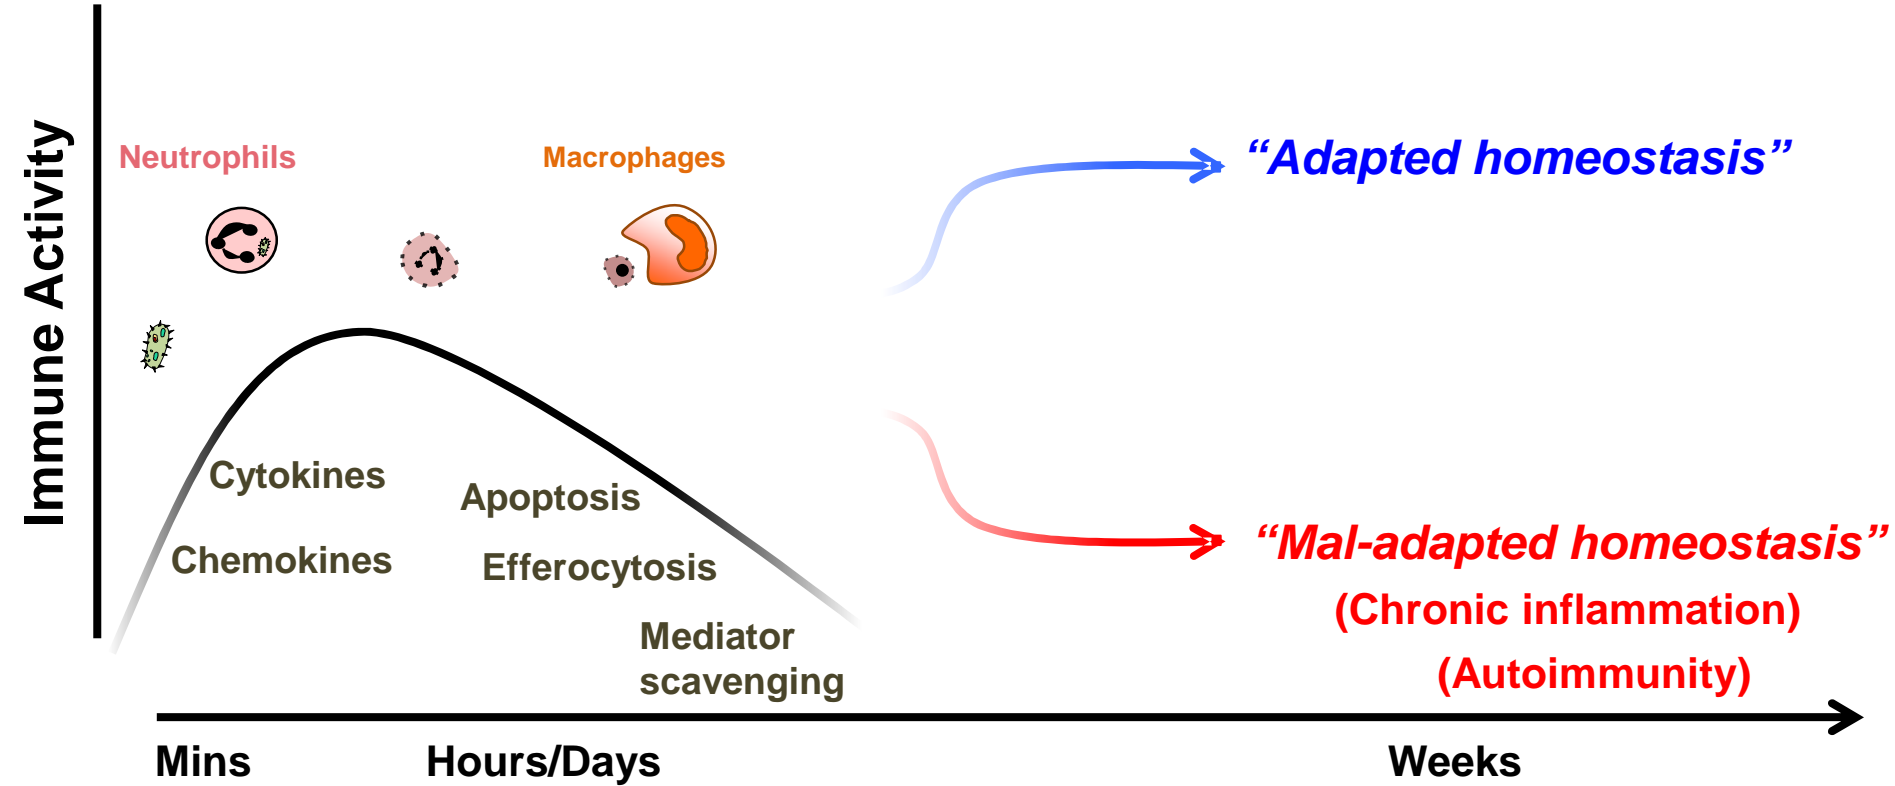 Immune Activity
Neutrophils
Macrophages
“Adapted homeostasis”
Cytokines
Apoptosis
Chemokines
Efferocytosis
“Mal-adapted homeostasis”
(Chronic inflammation)
Mediator
scavenging
(Autoimmunity)
Mins
Hours/Days
Weeks